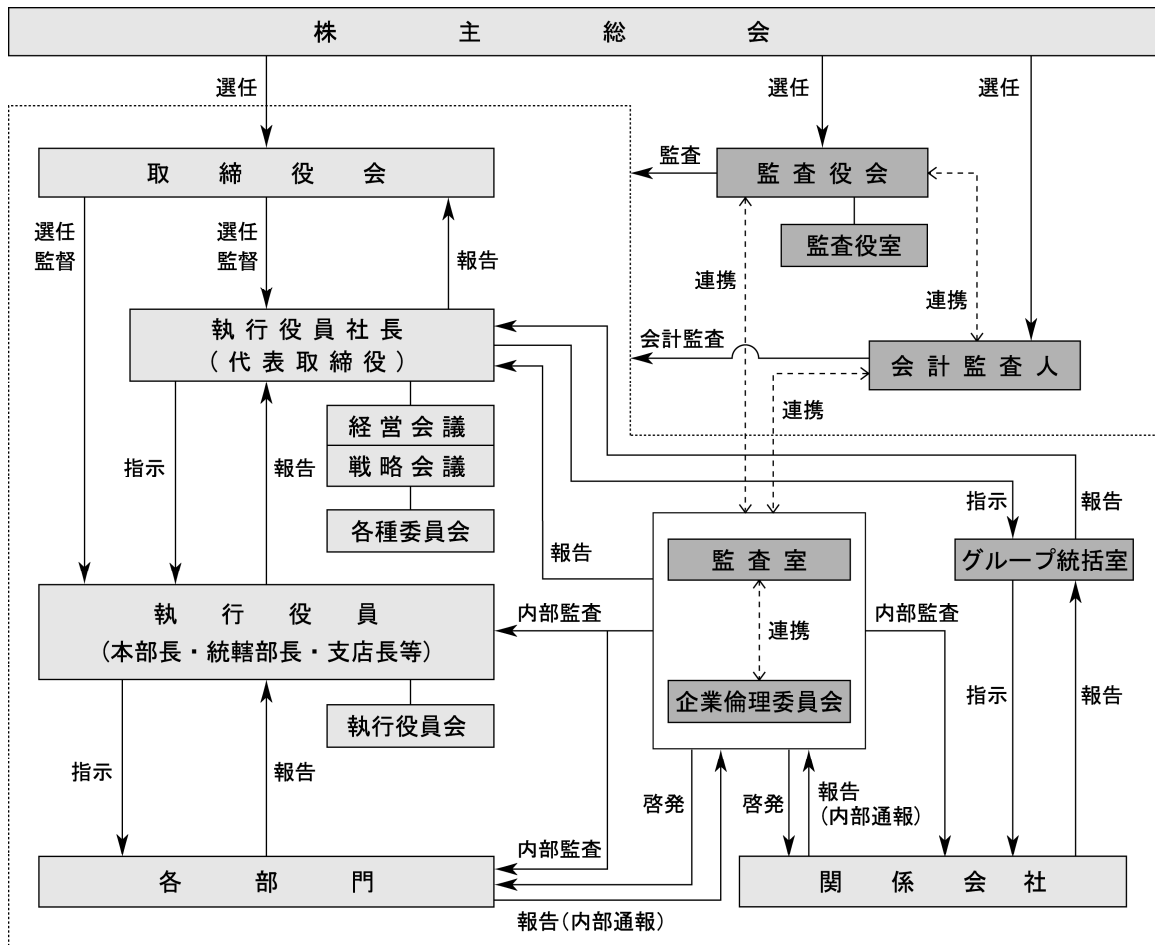 株主総会
選任
選任
選任
取締役会
監査
監査役会
監査役室
選任
監督
選任
監督
報告
連携
連携
執行役員社長
(代表取締役)
会計監査
会計監査人
連携
経営会議
戦略会議
各種委員会
指示
報告
報告
指示
報告
監査室
グループ統括室
執行役員
(本部長・統轄部長・支店長等)
内部監査
連携
内部監査
企業倫理委員会
執行役員会
指示
報告
指示
報告
啓発
啓発
報告
(内部通報)
内部監査
各部門
関係会社
報告(内部通報)